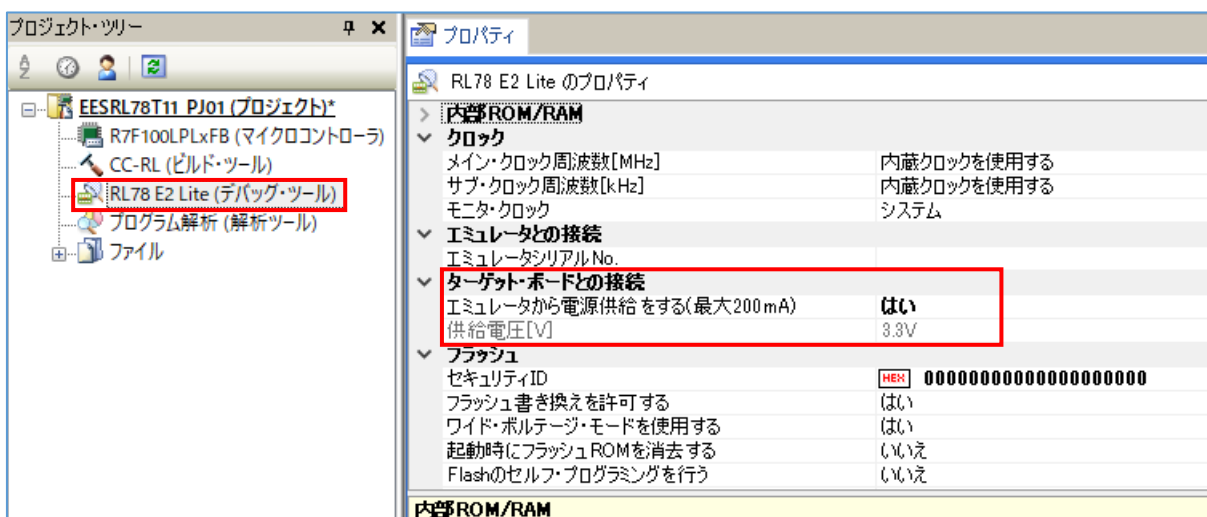 プロジェクト・ツリー
EESRL78T11_PJ01 (プロジェクト)*
R7F100LPLxFB (マイクロコントローラ)
CC-RL (ビルド・ツール)
RL78 E2 Lite (デバッグ・ツール)
プログラム解析 (解析ツール)
ファイル
プロパティ
RL78 E2 Lite のプロパティ
内部ROM/RAM
クロック
メイン・クロック周波数[MHz] 内蔵クロックを使用する
サブ・クロック周波数[kHz] 内蔵クロックを使用する
モニタ・クロック システム
エミュレータとの接続
エミュレータシリアルNo.
ターゲット・ボードとの接続
エミュレータから電源供給をする(最大200mA) はい
供給電圧[V] 3.3V
フラッシュ
セキュリティID HEX 00000000000000000000
フラッシュ書き換えを許可する はい
ワイド・ボルテージ・モードを使用する はい
起動時にフラッシュROMを消去する いいえ
Flashのセルフ・プログラミングを行う いいえ
内部ROM/RAM